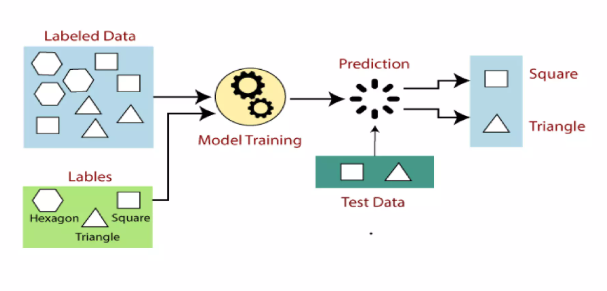 Labeled Data
Prediction
Square
Model Training
Triangle
Lables
Hexagon
Square
Triangle
Test Data